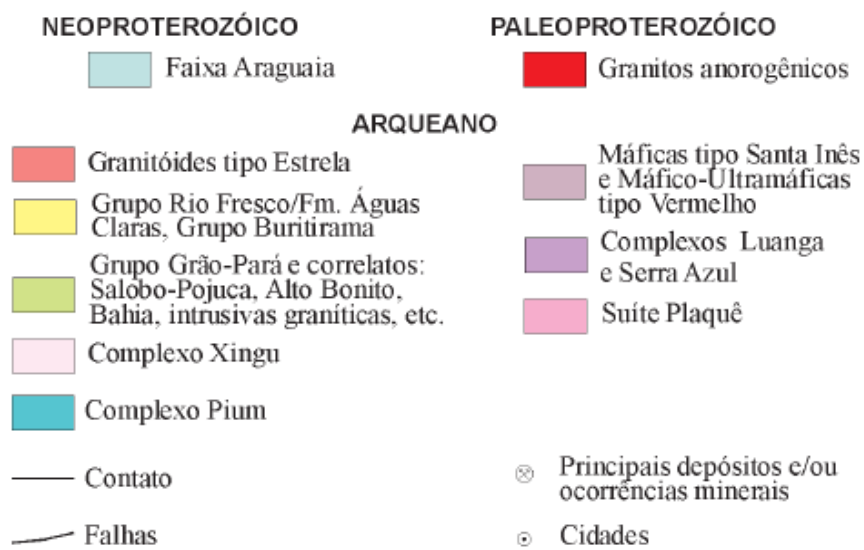 NEOPROTEROZÓICO
Faixa Araguaia
PALEOPROTEROZÓICO
Granitos anorogênicos
ARQUEANO
Granitóides tipo Estrela
Grupo Rio Fresco/Fm. Águas
Claras, Grupo Buritirama
Grupo Grão-Pará e correlatos:
Salobo-Pojuca, Alto Bonito,
Bahia, intrusivas graníticas, etc.
Complexo Xingu
Complexo Pium
Contato
Falhas
Máficas tipo Santa Inês
e Máfico-Ultramáficas
tipo Vermelho
Complexos Luanga
e Serra Azul
Suíte Plaquê
Principais depósitos e/ou
ocorrências minerais
Cidades